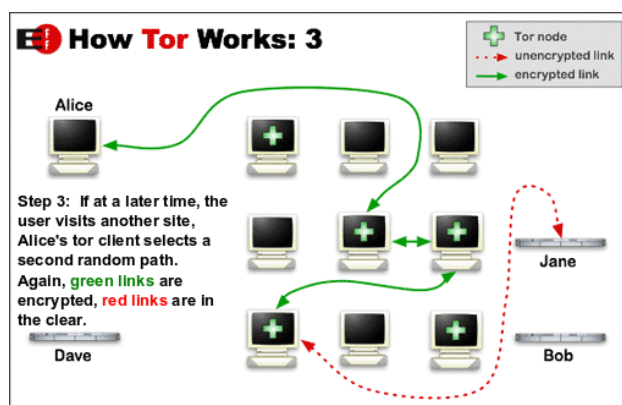 EFF How Tor Works: 3
Tor node
unencrypted link
encrypted link
Alice
Step 3: If at a later time, the
user visits another site,
Alice's tor client selects a
second random path.
Again, green links are
encrypted, red links are in
the clear.
Jane
Dave
Bob